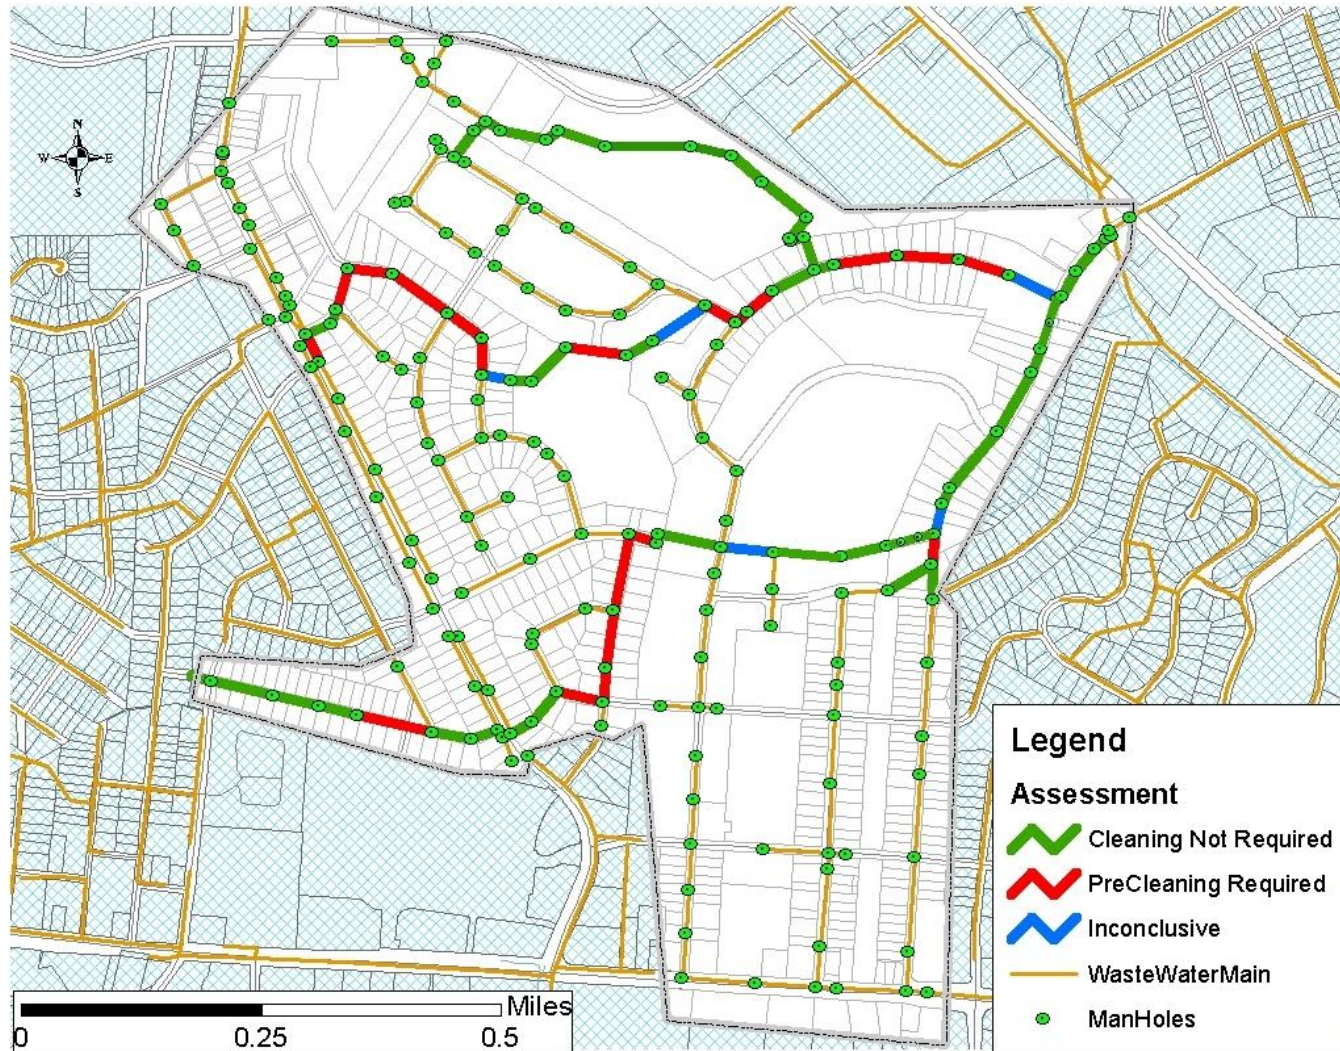 N
W E
S
Legend
Assessment
Cleaning Not Required
PreCleaning Required
Inconclusive
WasteWaterMain
ManHoles
Miles
0 0.25 0.5